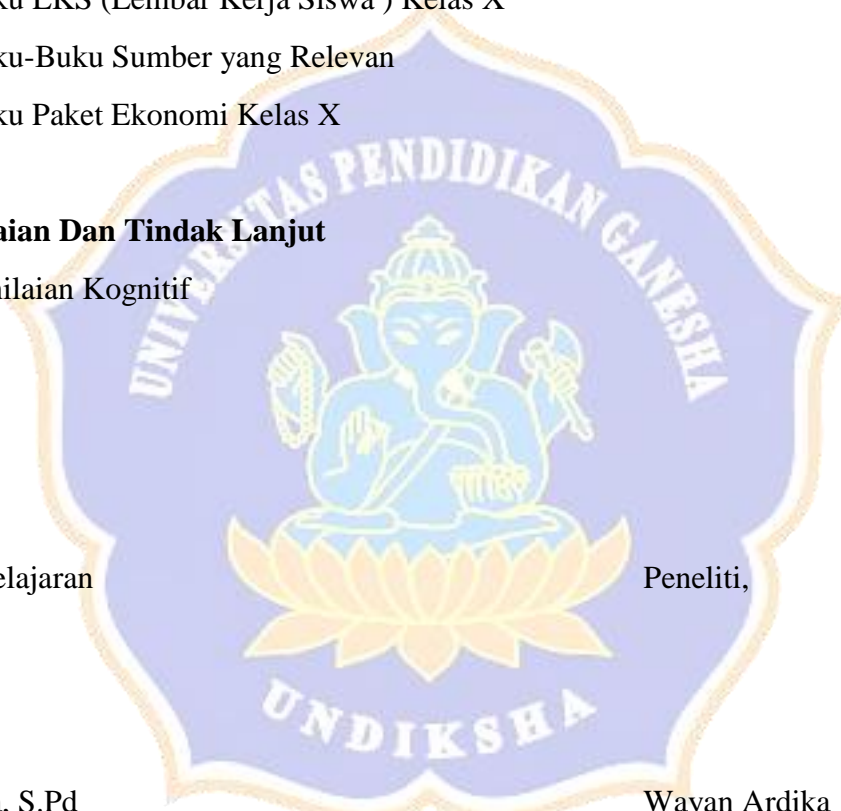 ku LKS (Lembar Kerja Siswa ) Kelas X
ku-Buku Sumber yang Relevan
ku Paket Ekonomi Kelas X
UNIVERSITAS PENDIDIKAN GANESHA
aian Dan Tindak Lanjut
nilaian Kognitif
elajaran Peneliti,
UNDIKSHA
S.Pd Wayan Ardika